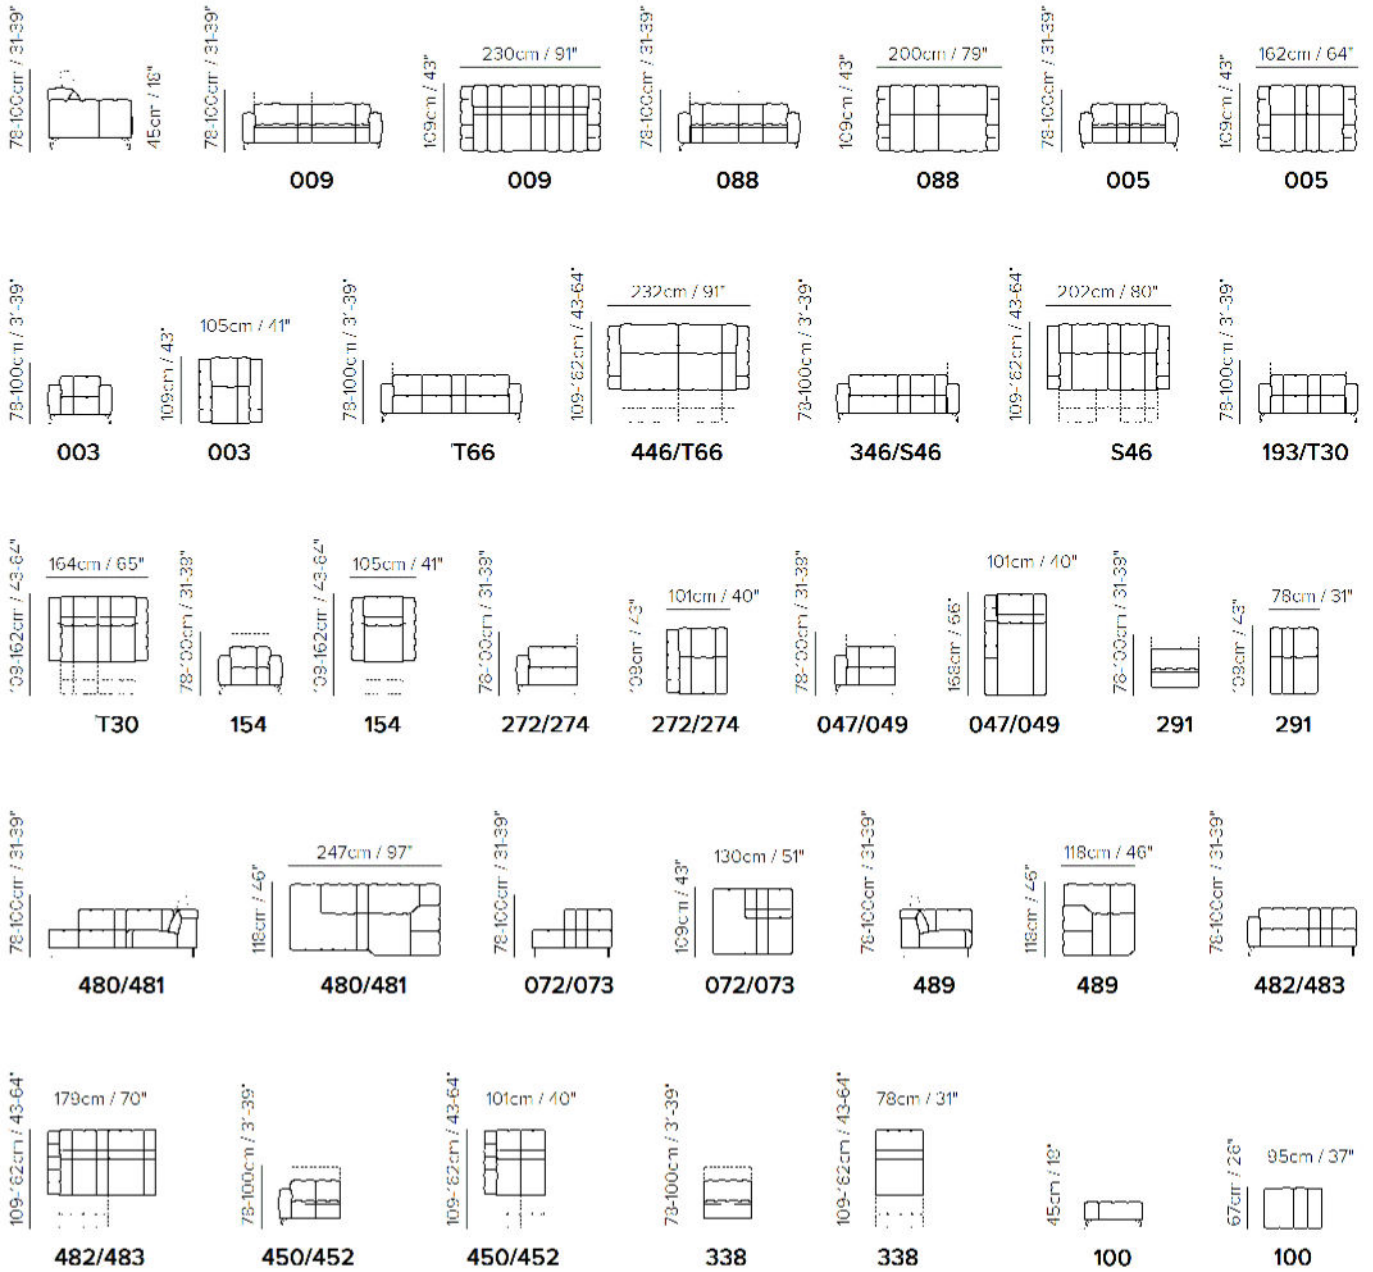 78-100cm / 31-39"
45cm / 18"
78-100cm / 31-39"
009
109cm / 43"
230cm / 91"
009
78-100cm / 31-39"
088
109cm / 43"
200cm / 79"
088
78-100cm / 31-39"
005
109cm / 43"
162cm / 64"
005
78-100cm / 31-39"
003
109cm / 43"
105cm / 41"
003
78-100cm / 31-39"
T66
109-162cm / 43-64"
232cm / 91"
446/T66
78-100cm / 31-39"
346/S46
109-162cm / 43-64"
202cm / 80"
S46
78-100cm / 31-39"
193/T30
109-162cm / 43-64"
164cm / 65"
T30
78-100cm / 31-39"
154
109-162cm / 43-64"
105cm / 41"
154
78-100cm / 31-39"
272/274
109cm / 43"
101cm / 40"
272/274
78-100cm / 31-39"
047/049
168cm / 66"
101cm / 40"
047/049
78-100cm / 31-39"
291
109cm / 43"
78cm / 31"
291
78-100cm / 31-39"
480/481
118cm / 46"
247cm / 97"
480/481
78-100cm / 31-39"
072/073
109cm / 43"
130cm / 51"
072/073
78-100cm / 31-39"
489
118cm / 46"
118cm / 46"
489
78-100cm / 31-39"
482/483
109-162cm / 43-64"
179cm / 70"
482/483
78-100cm / 31-39"
450/452
109-162cm / 43-64"
101cm / 40"
450/452
78-100cm / 31-39"
338
109-162cm / 43-64"
78cm / 31"
338
45cm / 18"
100
67cm / 26"
95cm / 37"
100